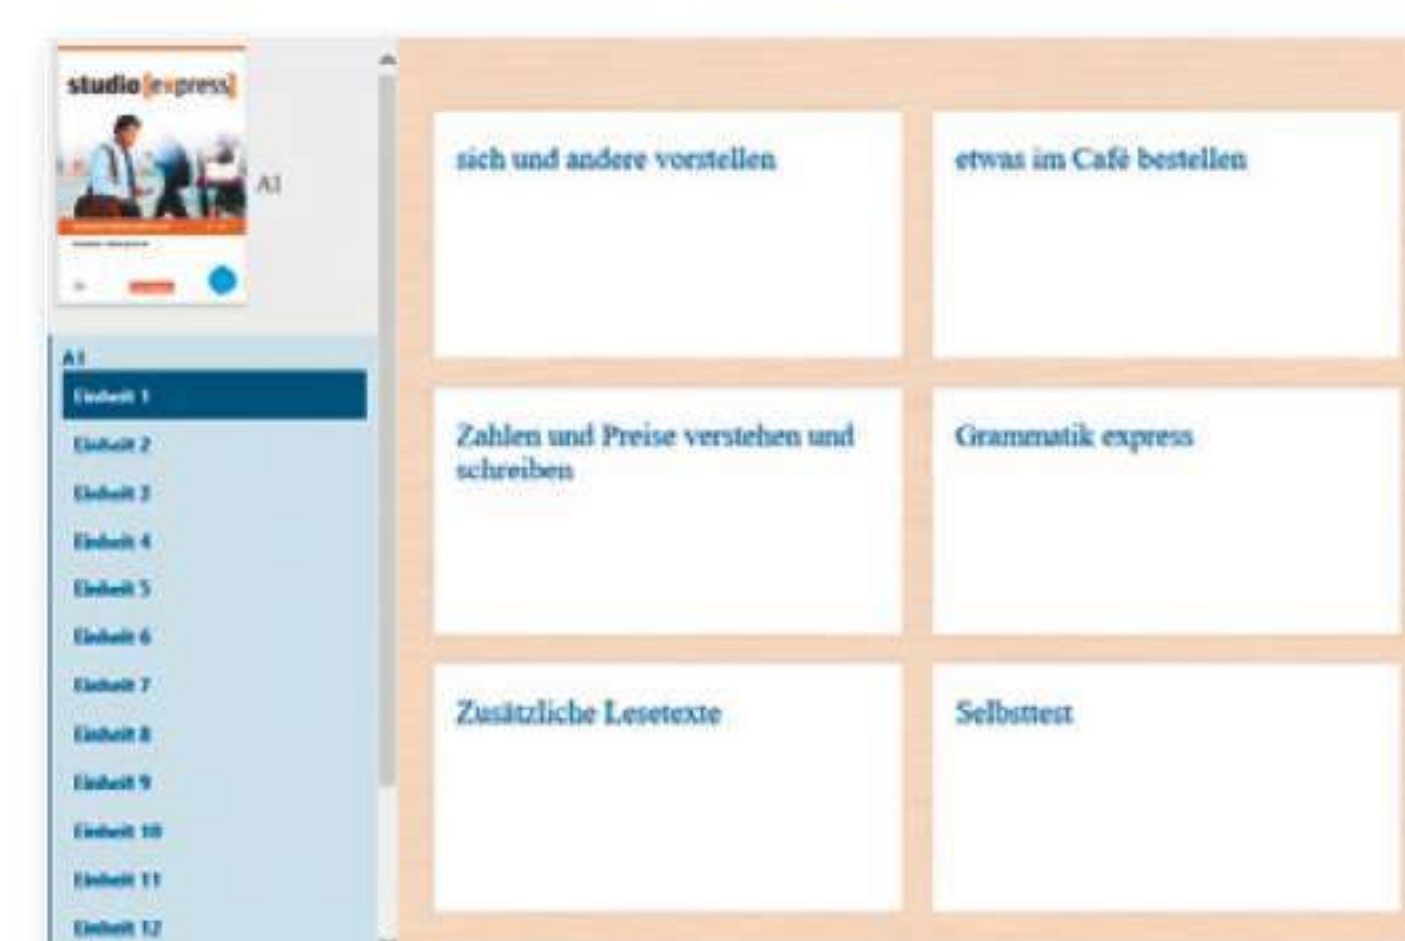 studio [express]
A1
A1
Einheit 1
Einheit 2
Einheit 3
Einheit 4
Einheit 5
Einheit 6
Einheit 7
Einheit 8
Einheit 9
Einheit 10
Einheit 11
Einheit 12
sich und andere vorstellen
etwas im Café bestellen
Zahlen und Preise verstehen und
schreiben
Grammatik express
Zusätzliche Lesetexte
Selbsttest